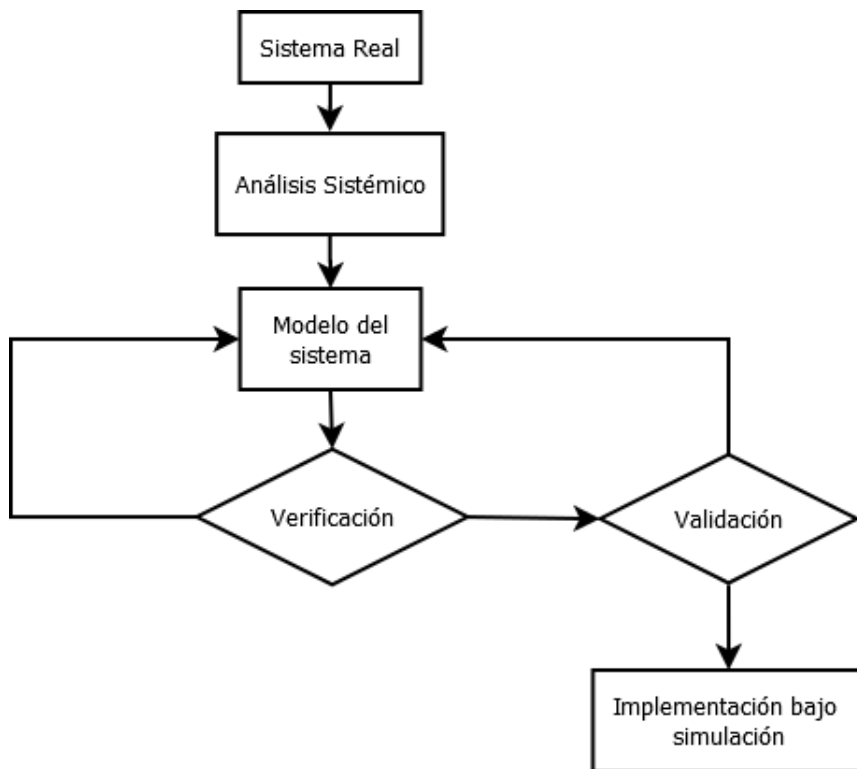 Sistema Real
Análisis Sistémico
Modelo del
sistema
Verificación
Validación
Implementación bajo
simulación